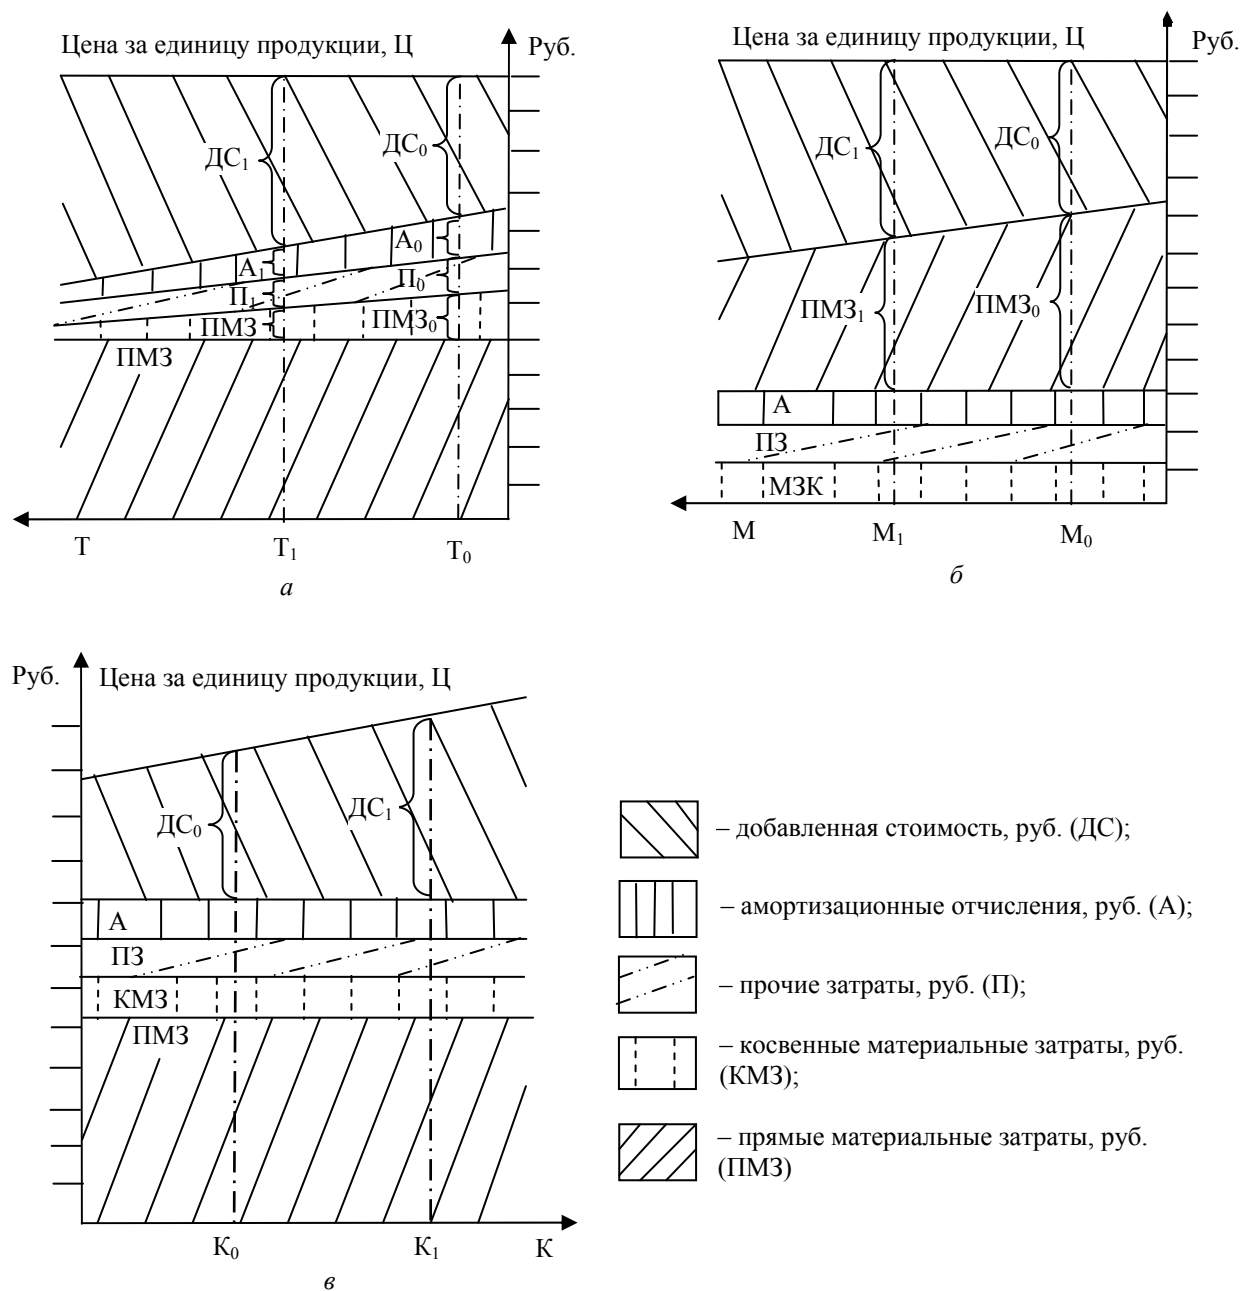 Цена за единицу продукции, Ц
Руб.
ДС₁
ДС₀
А₀
А₁
П₀
П₁
ПМЗ
ПМЗ₀
ПМЗ
Т
Т₁
Т₀
а
Цена за единицу продукции, Ц
Руб.
ДС₁
ДС₀
ПМЗ₁
ПМЗ₀
А
ПЗ
МЗК
М
М₁
М₀
б
Руб.
Цена за единицу продукции, Ц
ДС₀
ДС₁
А
ПЗ
КМЗ
ПМЗ
К₀
К₁
К
в
– добавленная стоимость, руб. (ДС);
– амортизационные отчисления, руб. (А);
– прочие затраты, руб. (П);
– косвенные материальные затраты, руб.
(КМЗ);
– прямые материальные затраты, руб.
(ПМЗ)